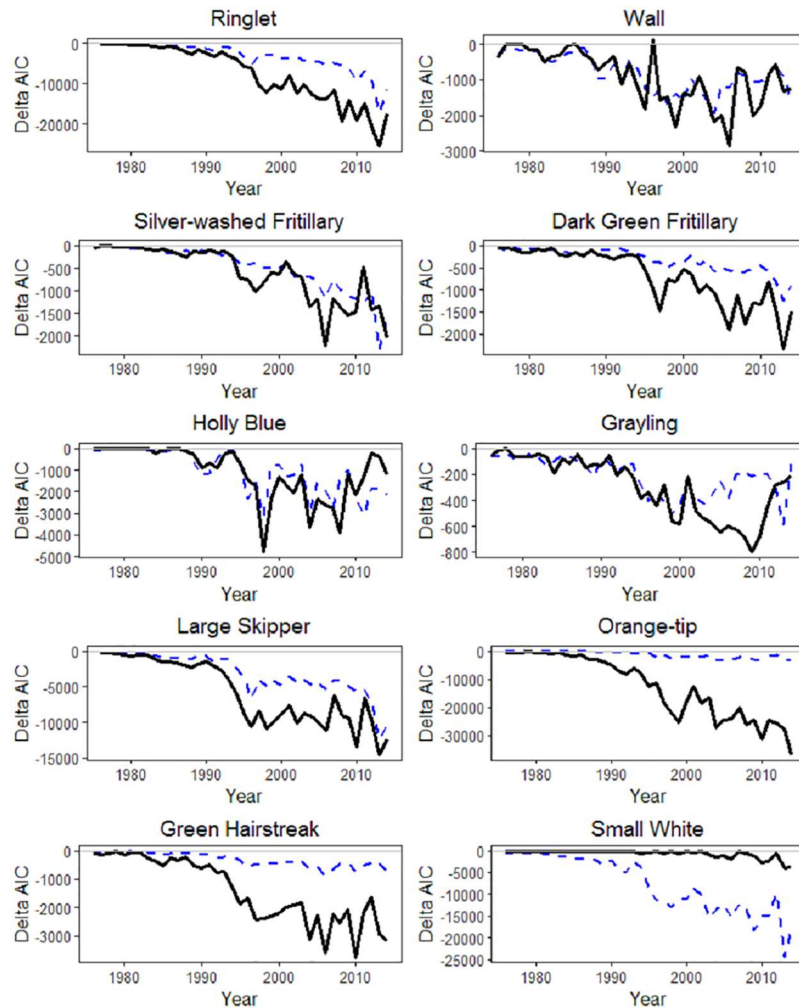 Ringlet
Wall
Delta AIC
0
-10000
-20000
1980
1990
2000
2010
Year
Delta AIC
0
-1000
-2000
-3000
1980
1990
2000
2010
Year
Silver-washed Fritillary
Dark Green Fritillary
Delta AIC
0
-500
-1000
-1500
-2000
1980
1990
2000
2010
Year
Delta AIC
0
-500
-1000
-1500
-2000
1980
1990
2000
2010
Year
Holly Blue
Grayling
Delta AIC
0
-1000
-2000
-3000
-4000
-5000
1980
1990
2000
2010
Year
Delta AIC
0
-200
-400
-600
-800
1980
1990
2000
2010
Year
Large Skipper
Orange-tip
Delta AIC
0
-5000
-10000
-15000
1980
1990
2000
2010
Year
Delta AIC
0
-10000
-20000
-30000
1980
1990
2000
2010
Year
Green Hairstreak
Small White
Delta AIC
0
-1000
-2000
-3000
1980
1990
2000
2010
Year
Delta AIC
0
-5000
-10000
-15000
-20000
-25000
1980
1990
2000
2010
Year